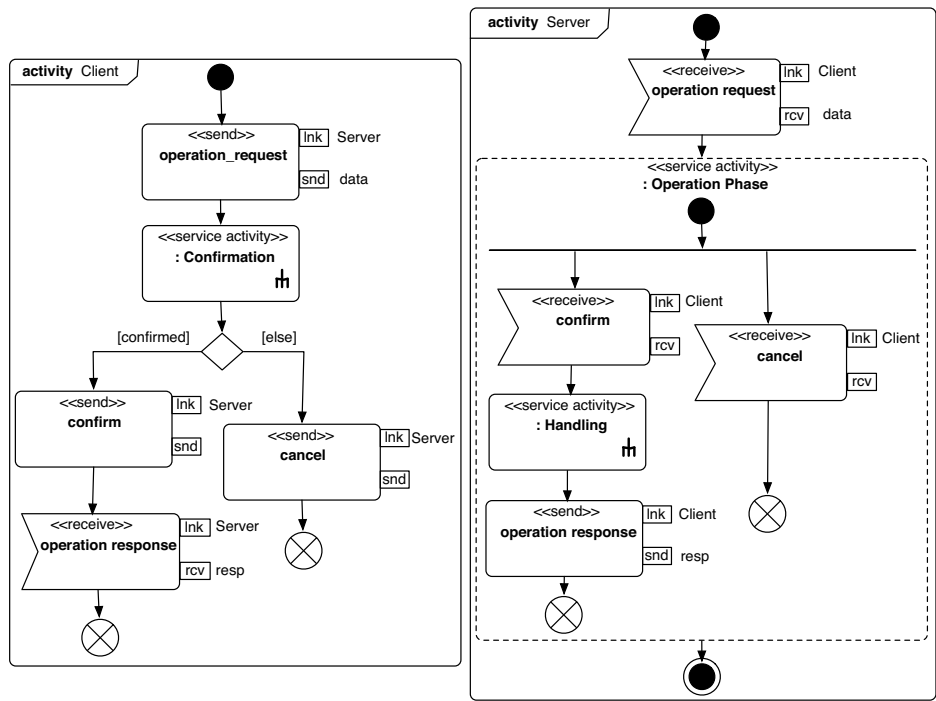 activity Client
<<send>>
operation_request
lnk Server
snd data
<<service activity>>
: Confirmation
[confirmed]
[else]
<<send>>
confirm
lnk Server
snd
<<send>>
cancel
lnk Server
snd
<<receive>>
operation response
lnk Server
rcv resp
activity Server
<<receive>>
operation request
lnk Client
rcv data
<<service activity>>
: Operation Phase
<<receive>>
confirm
lnk Client
rcv
<<receive>>
cancel
lnk Client
rcv
<<service activity>>
: Handling
<<send>>
operation response
lnk Client
snd resp